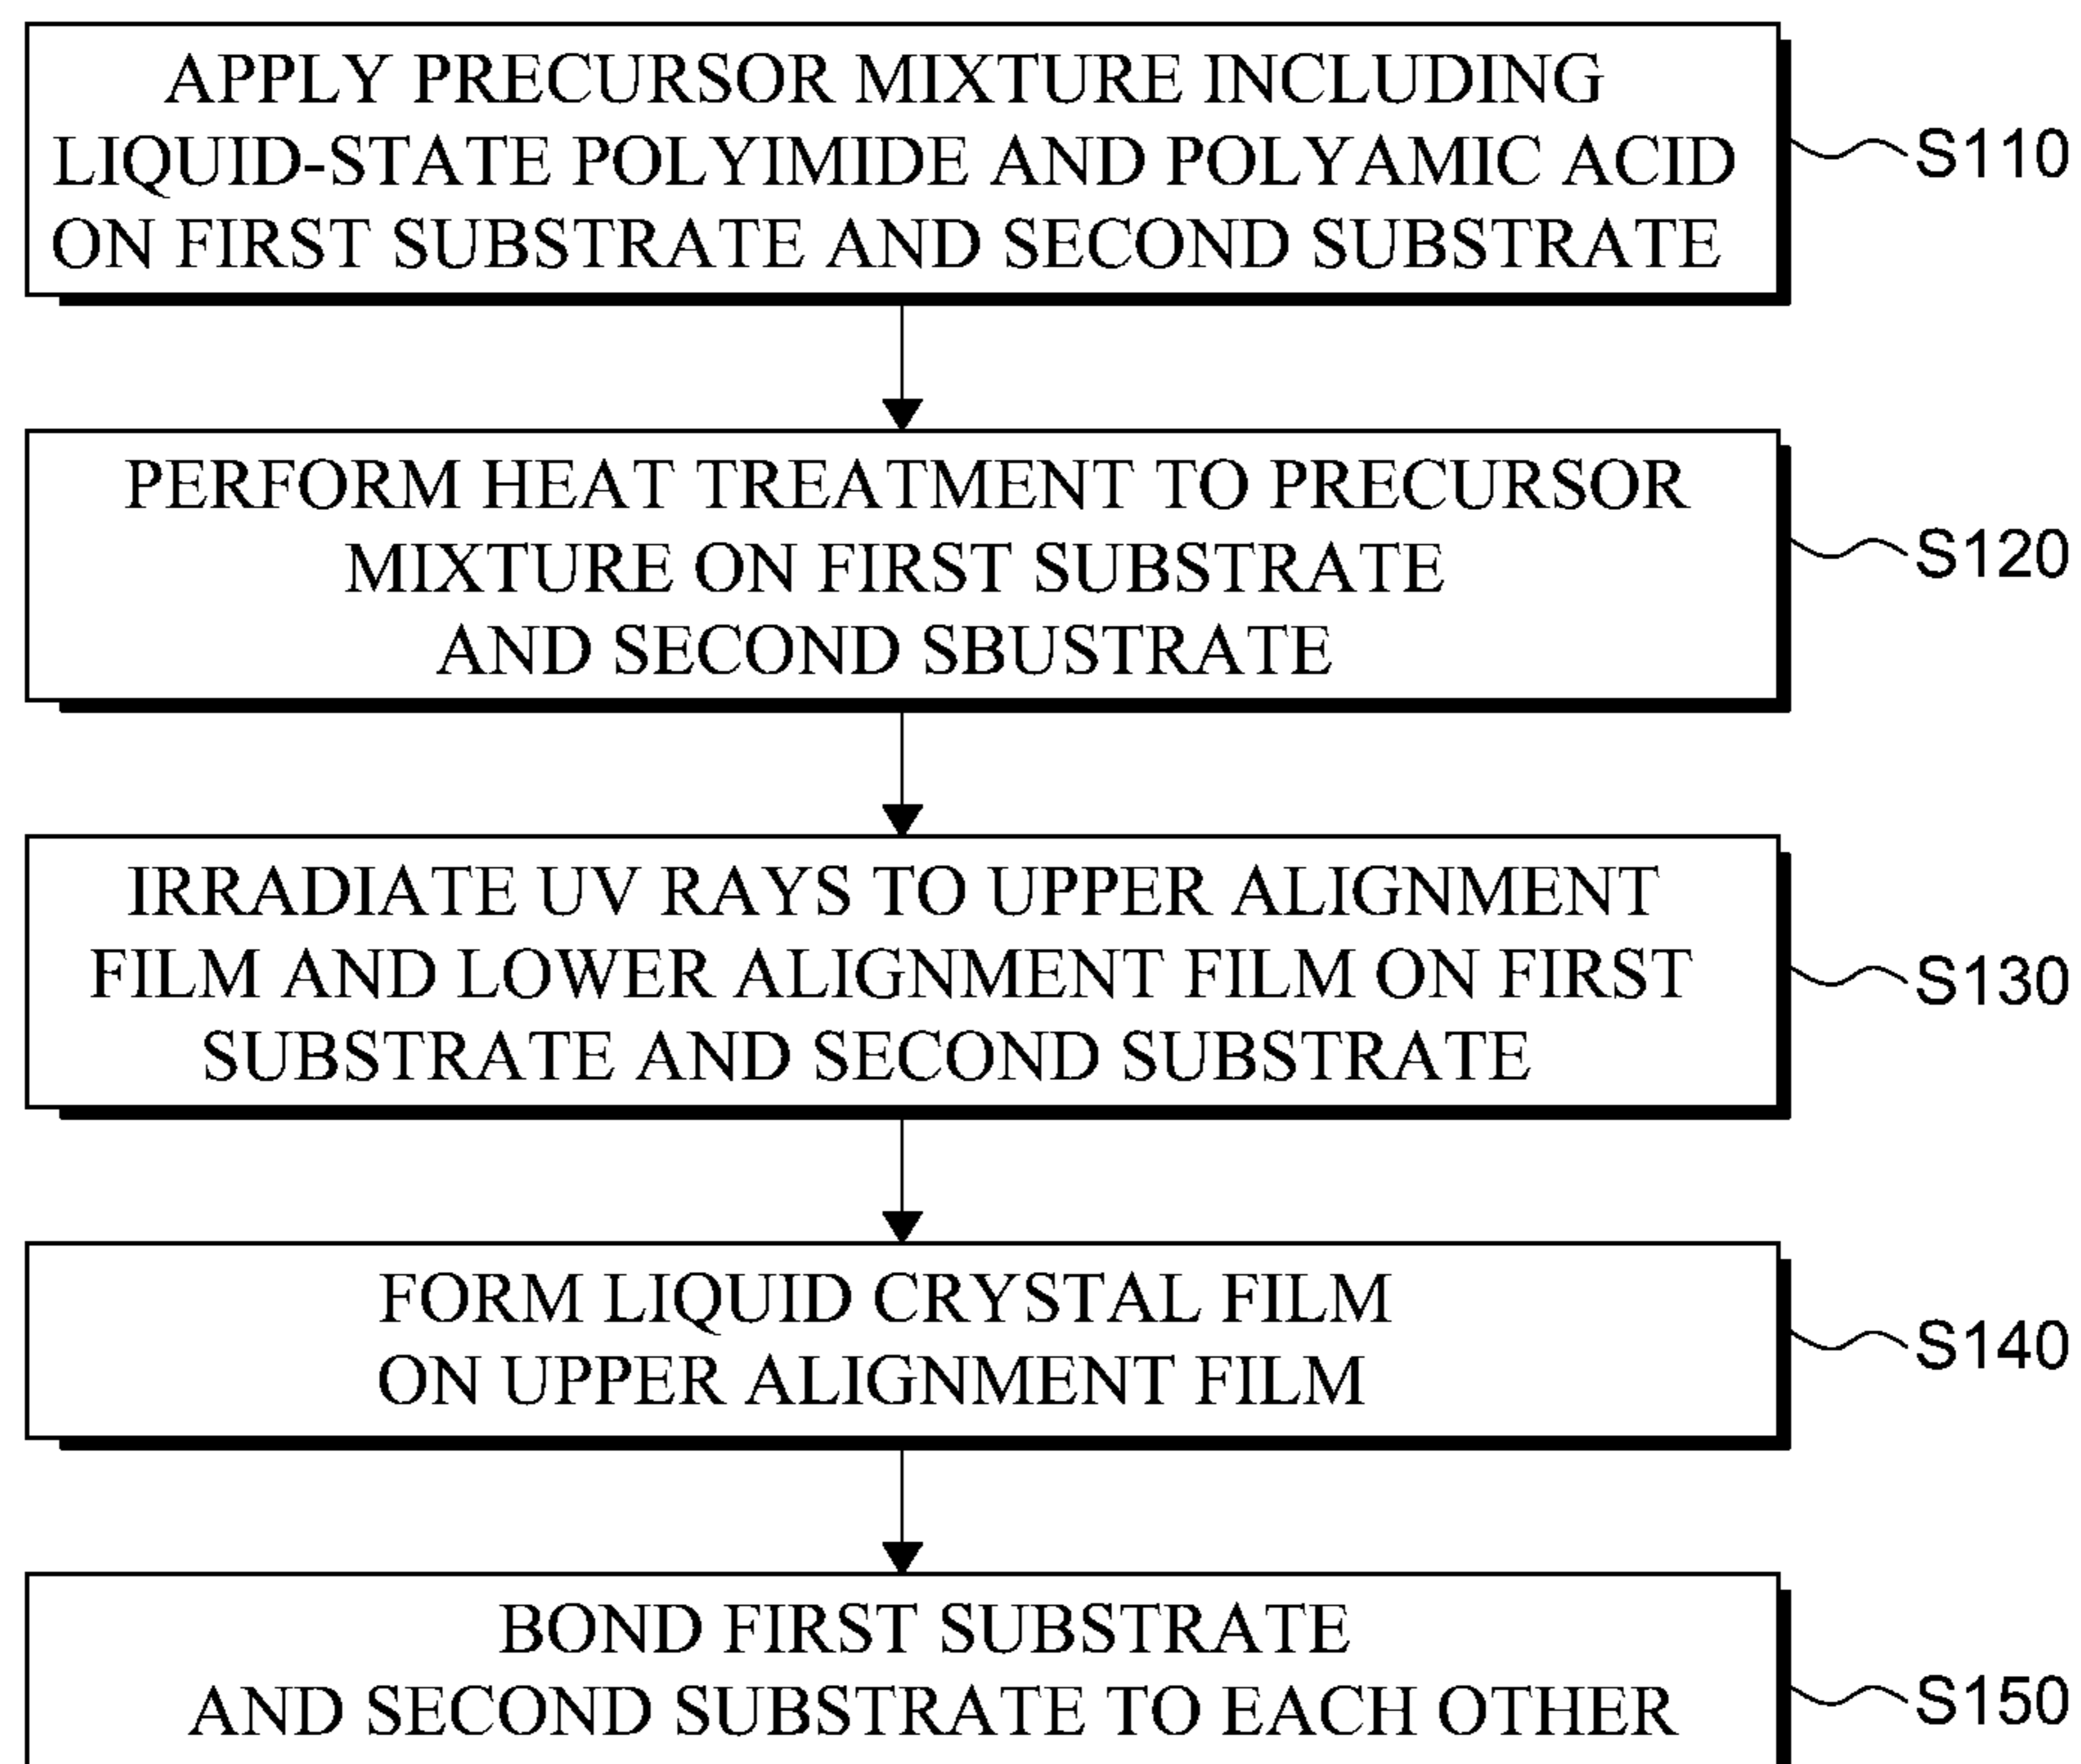 APPLY PRECURSOR MIXTURE INCLUDING
LIQUID-STATE POLYIMIDE AND POLYAMIC ACID
ON FIRST SUBSTRATE AND SECOND SUBSTRATE
S110
PERFORM HEAT TREATMENT TO PRECURSOR
MIXTURE ON FIRST SUBSTRATE
AND SECOND SBUSTRATE
S120
IRRADIATE UV RAYS TO UPPER ALIGNMENT
FILM AND LOWER ALIGNMENT FILM ON FIRST
SUBSTRATE AND SECOND SUBSTRATE
S130
FORM LIQUID CRYSTAL FILM
ON UPPER ALIGNMENT FILM
S140
BOND FIRST SUBSTRATE
AND SECOND SUBSTRATE TO EACH OTHER
S150